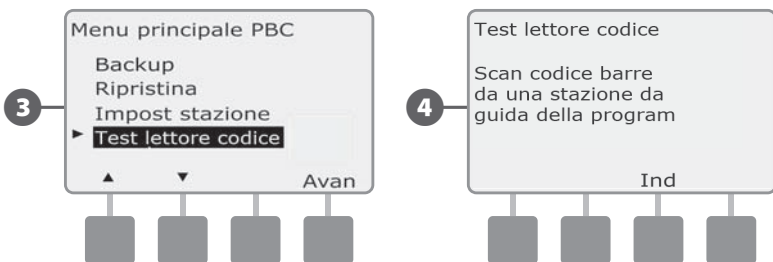 3
Menu principale PBC
Backup
Ripristina
Impost stazione
► Test lettore codice
▲ ▼ Avan
4
Test lettore codice
Scan codice barre
da una stazione da
guida della program
Ind